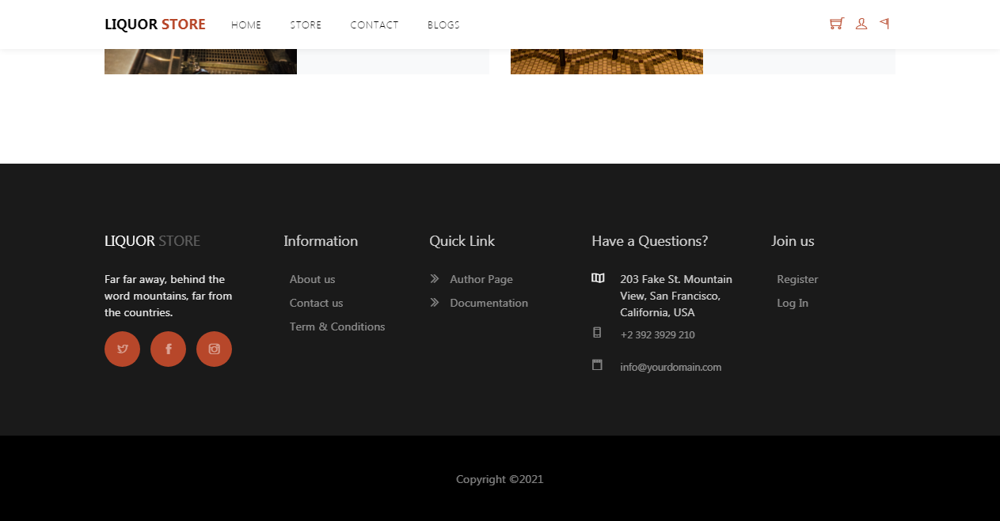 LIQUOR STORE HOME STORE CONTACT BLOGS
LIQUOR STORE
Far far away, behind the
word mountains, far from
the countries.
Information
About us
Contact us
Term & Conditions
Quick Link
Author Page
Documentation
Have a Questions?
203 Fake St. Mountain
View, San Francisco,
California, USA
+2 392 3929 210
info@yourdomain.com
Join us
Register
Log In
Copyright ©2021